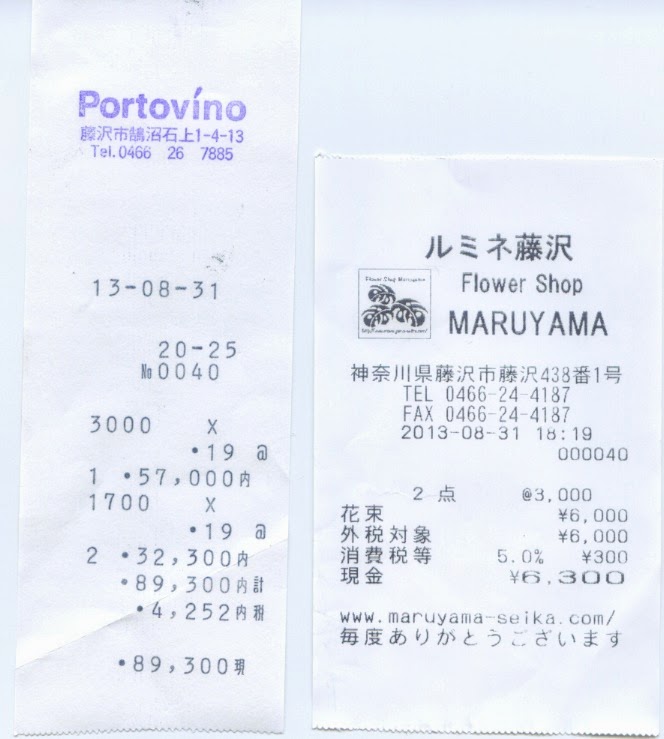 Portovíno
藤沢市鵠沼石上1-4-13
Tel.0466 26 7885
13-08-31
20-25
№0040
3000 X
・19 @
1 ・57,000内
1700 X
・19 @
2 ・32,300内
・89,300内計
・4,252内税
・89,300現
ルミネ藤沢
Flower Shop Maruyama
Flower Shop
MARUYAMA
神奈川県藤沢市藤沢438番1号
TEL 0466-24-4187
FAX 0466-24-4187
2013-08-31 18:19
000040
2点 @3,000
花束 ¥6,000
外税対象 ¥6,000
消費税等 5.0% ¥300
現金 ¥6,300
www.maruyama-seika.com/
毎度ありがとうございます